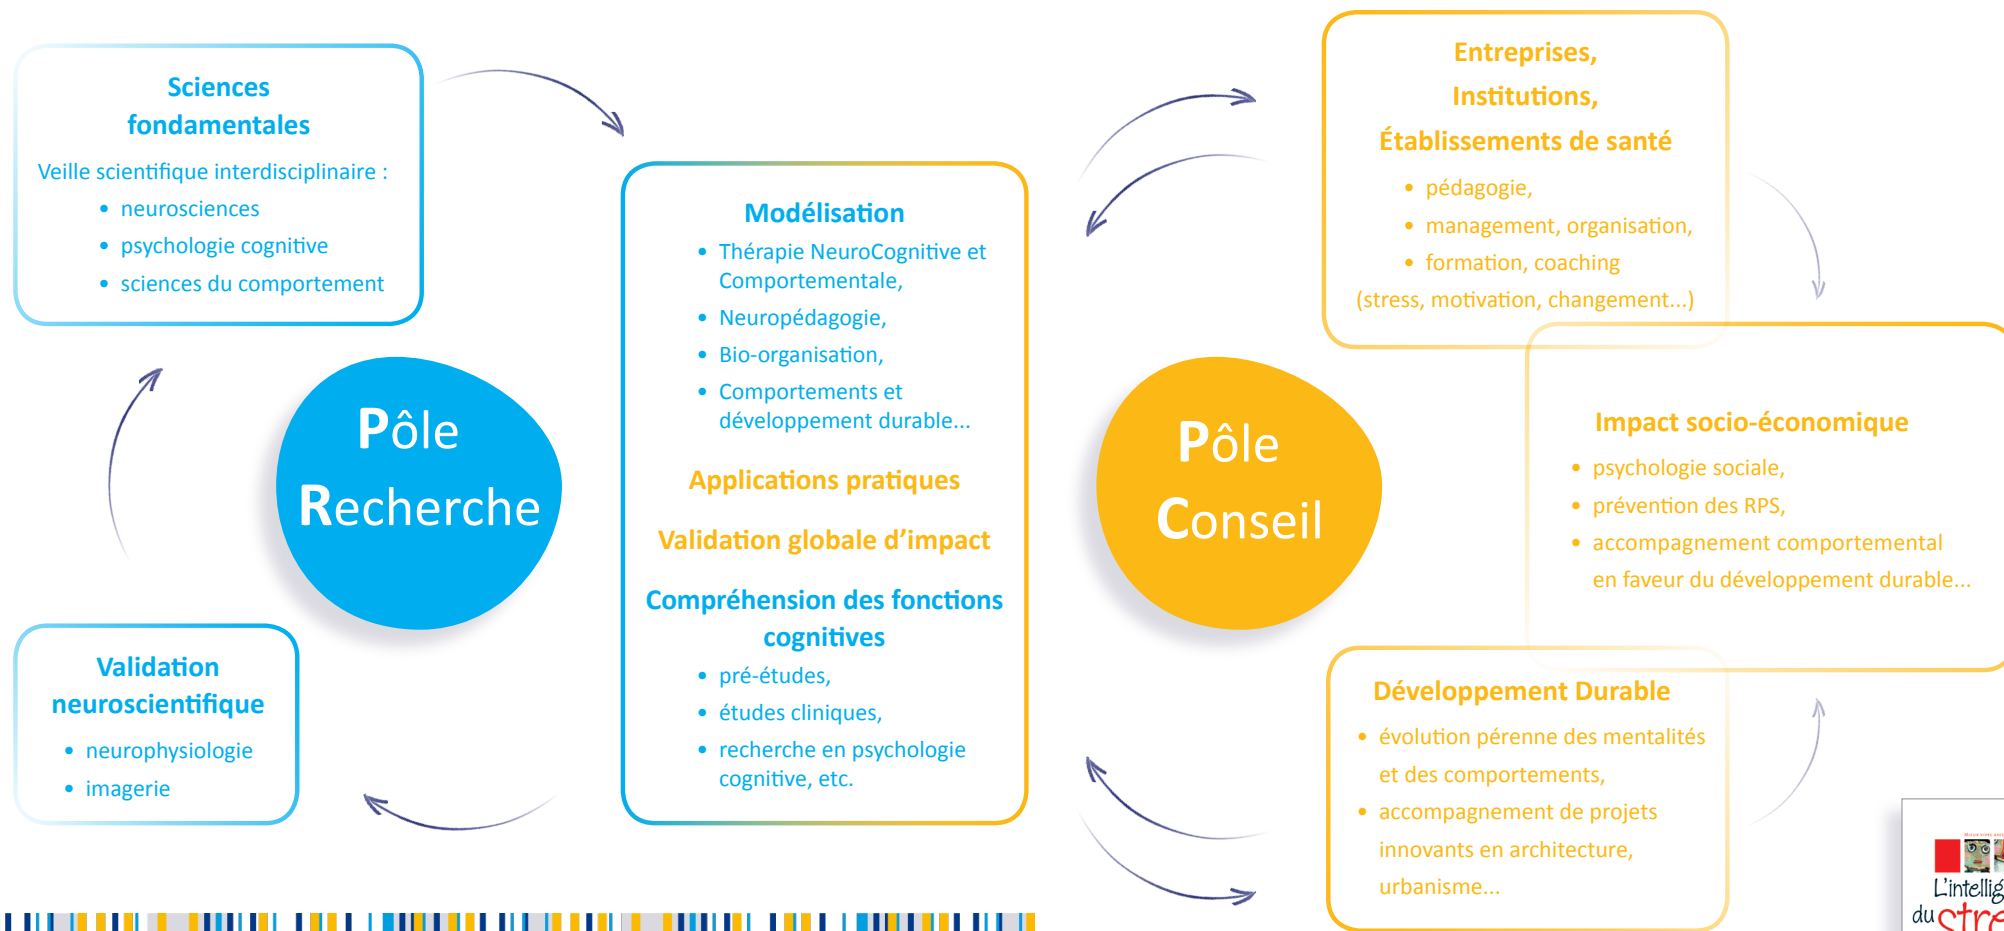 Sciences
fondamentales
Veille scientifique interdisciplinaire :
• neurosciences
• psychologie cognitive
• sciences du comportement
Pôle
Recherche
Validation
neuroscientifique
• neurophysiologie
• imagerie
Modélisation
• Thérapie NeuroCognitive et
Comportementale,
• Neuropédagogie,
• Bio-organisation,
• Comportements et
développement durable...
Applications pratiques
Validation globale d’impact
Compréhension des fonctions
cognitives
• pré-études,
• études cliniques,
• recherche en psychologie
cognitive, etc.
Pôle
Conseil
Entreprises,
Institutions,
Établissements de santé
• pédagogie,
• management, organisation,
• formation, coaching
(stress, motivation, changement...)
Impact socio-économique
• psychologie sociale,
• prévention des RPS,
• accompagnement comportemental
en faveur du développement durable...
Développement Durable
• évolution pérenne des mentalités
et des comportements,
• accompagnement de projets
innovants en architecture,
urbanisme...
L'intellig
du stre